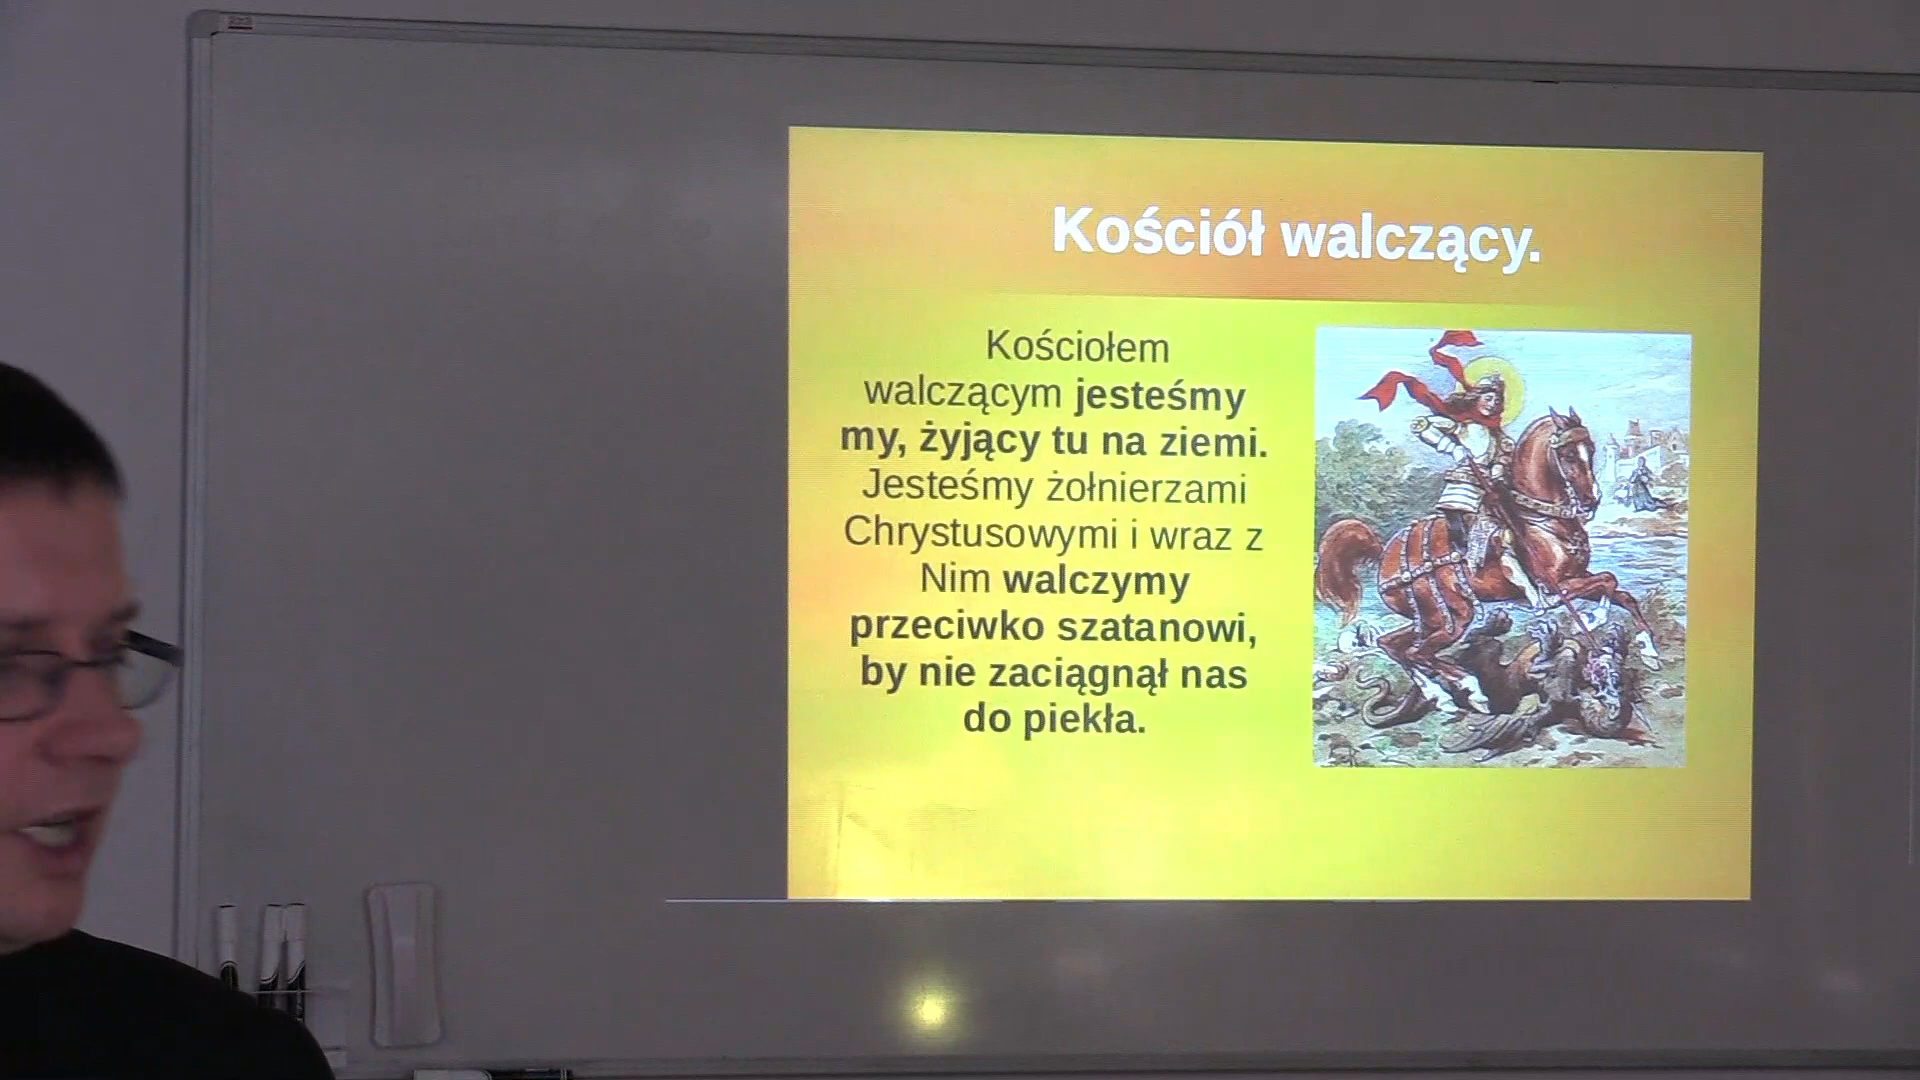 Kościół walczący.
Kościołem
walczącym jesteśmy
my, żyjący tu na ziemi.
Jesteśmy żołnierzami
Chrystusowymi i wraz z
Nim walczymy
przeciwko szatanowi,
by nie zaciągnął nas
do piekła.